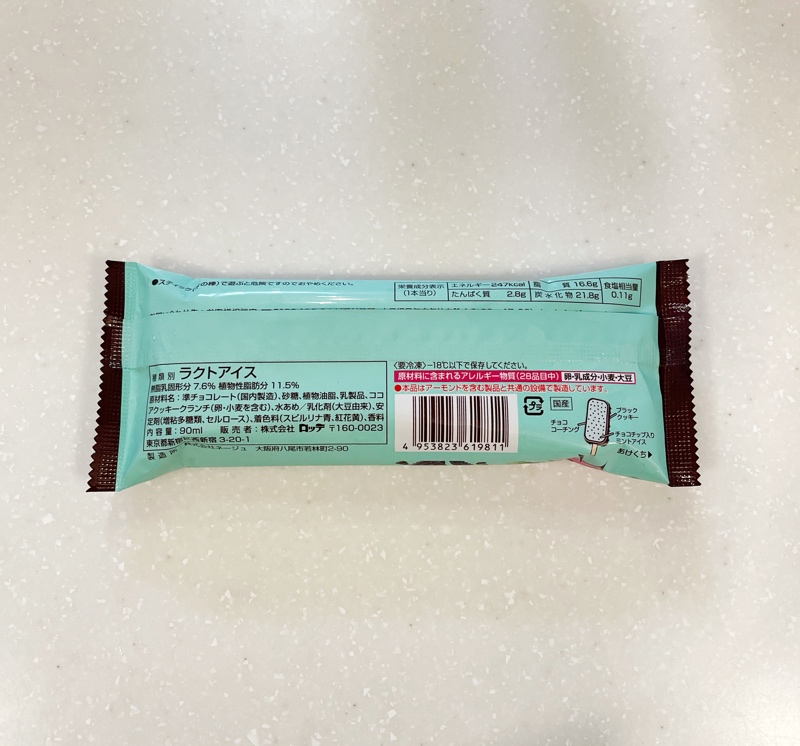 ●スティック(の棒)で遊ぶと危険ですのでおやめください。
栄養成分表示
(1本当り)
エネルギー 247kcal
脂 質 16.6g
たんぱく質 2.8g
炭水化物 21.8g
食塩相当量
0.11g
種類別 ラクトアイス
無脂乳固形分 7.6% 植物性脂肪分 11.5%
原材料名:準チョコレート(国内製造)、砂糖、植物油脂、乳製品、ココ
アクッキークランチ(卵・小麦を含む)、水あめ/乳化剤(大豆由来)、安
定剤(増粘多糖類、セルロース)、着色料(スピルリナ青、紅花黄)、香料
内容量:90ml 販売者:株式会社 ロッテ 〒160-0023
東京都新宿区西新宿 3-20-1
製造所 大阪府八尾市若林町2-90
〈要冷凍〉-18℃以下で保存してください。
原材料に含まれるアレルギー物質(28品目中) 卵・乳成分・小麦・大豆
●本品はアーモンドを含む製品と共通の設備で製造しています。
4 953823 619811
プラ
国産
ブラック
クッキー
チョコ
コーチング
チョコチップ入り
ミントアイス
あけくち▶